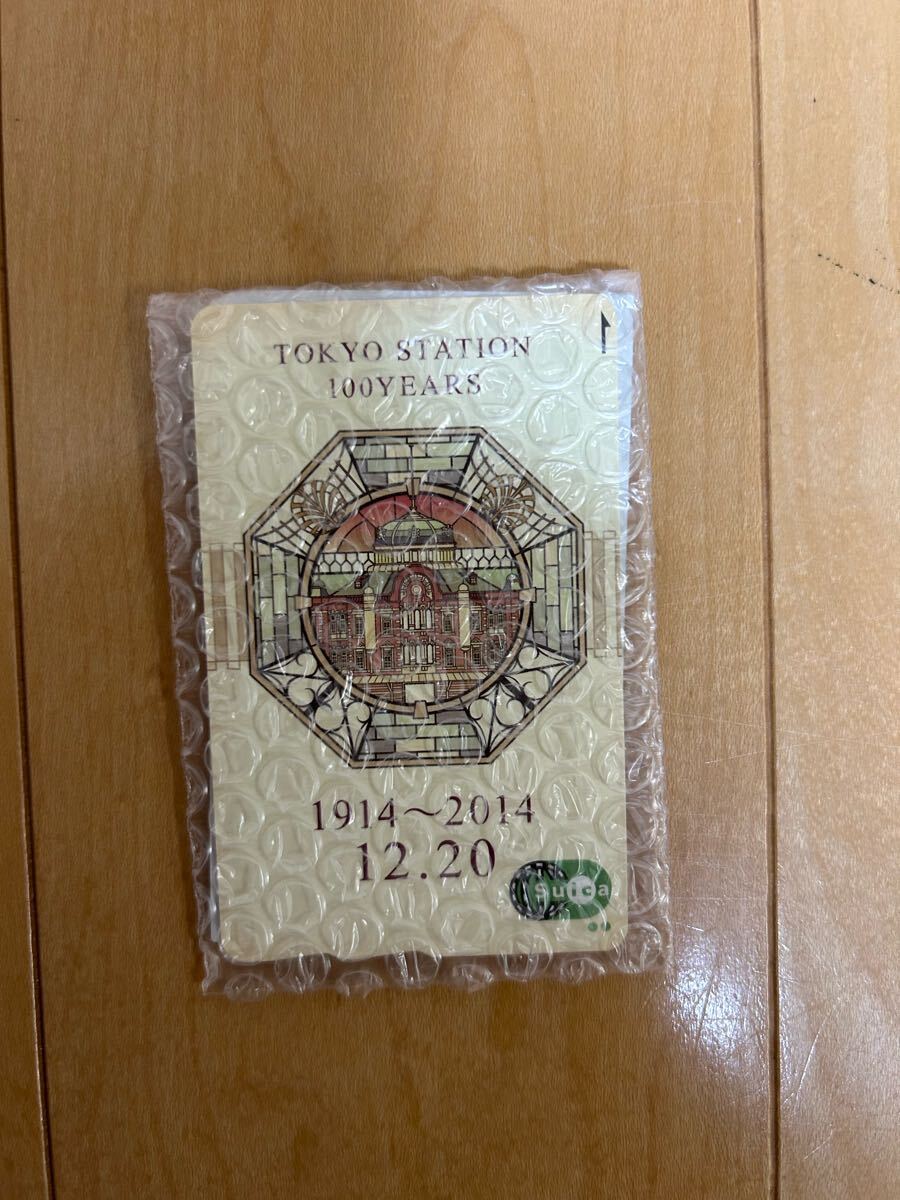 TOKYO STATION
100YEARS
1914～2014
12.20
Suica